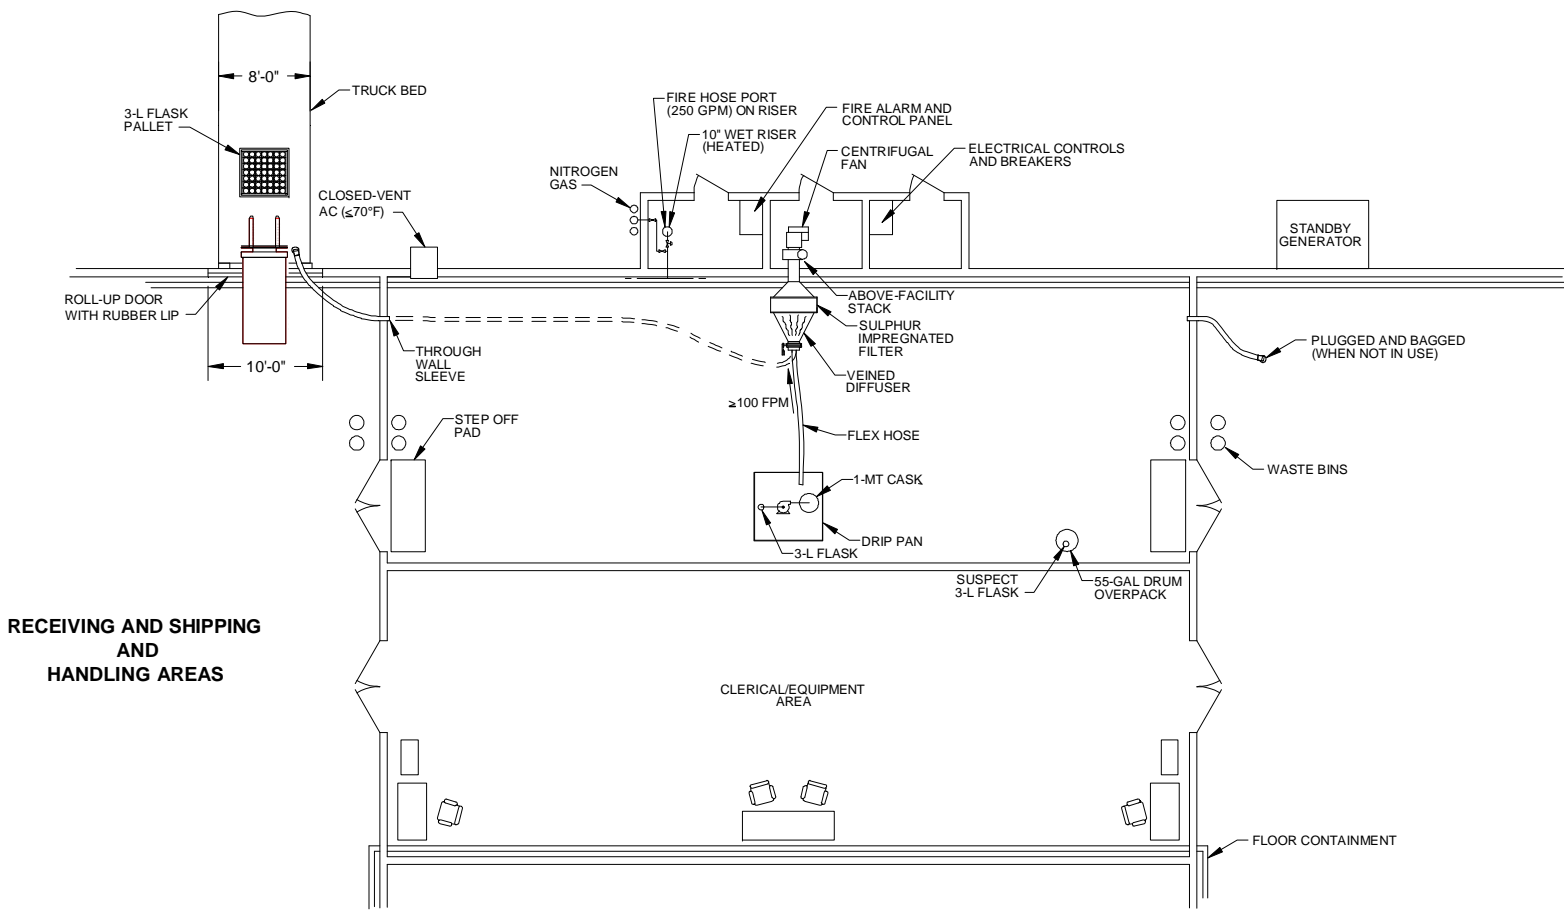 8'-0"
TRUCK BED
3-L FLASK
PALLET
FIRE HOSE PORT
(250 GPM) ON RISER
10" WET RISER
(HEATED)
FIRE ALARM AND
CONTROL PANEL
CENTRIFUGAL
FAN
ELECTRICAL CONTROLS
AND BREAKERS
NITROGEN
GAS
CLOSED-VENT
AC (≤70°F)
STANDBY
GENERATOR
ROLL-UP DOOR
WITH RUBBER LIP
10'-0"
THROUGH
WALL
SLEEVE
ABOVE-FACILITY
STACK
SULPHUR
IMPREGNATED
FILTER
VEINED
DIFFUSER
≥100 FPM
PLUGGED AND BAGGED
(WHEN NOT IN USE)
STEP OFF
PAD
FLEX HOSE
WASTE BINS
1-MT CASK
DRIP PAN
3-L FLASK
SUSPECT
3-L FLASK
55-GAL DRUM
OVERPACK
RECEIVING AND SHIPPING
AND
HANDLING AREAS
CLERICAL/EQUIPMENT
AREA
FLOOR CONTAINMENT